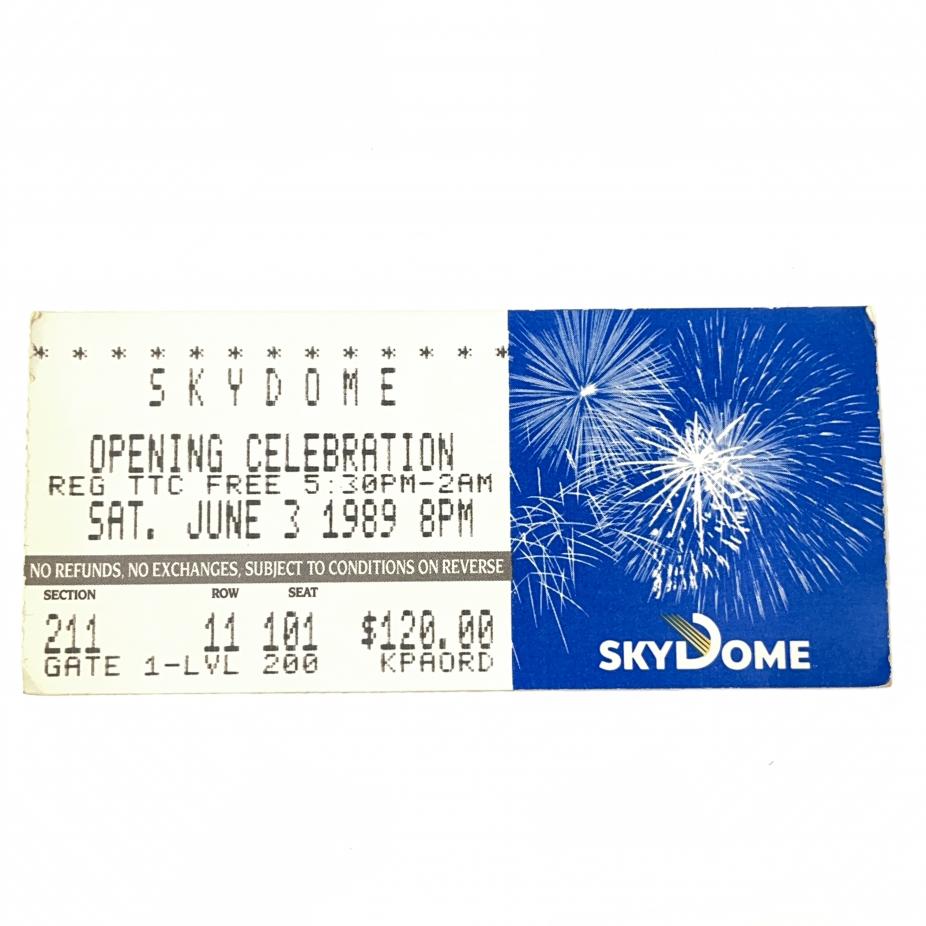 * * * * * * * * * * * * *
SKYDOME
OPENING CELEBRATION
REG TTC FREE 5:30PM-2AM
SAT. JUNE 3 1989 8PM
NO REFUNDS, NO EXCHANGES, SUBJECT TO CONDITIONS ON REVERSE
SECTION ROW SEAT
211 11 101 $120.00
GATE 1-LVL 200 KPAORD
SKYDOME